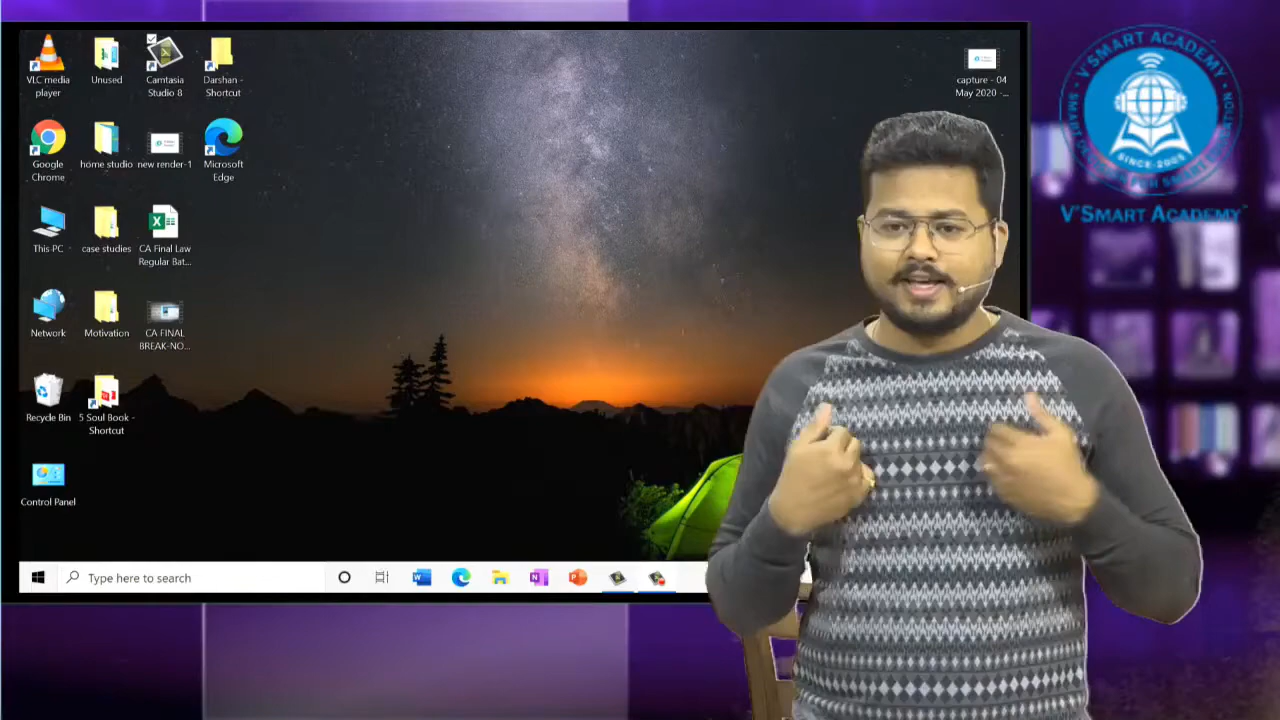 VLC media
player
Unused
Camtasia
Studio 8
Darshan -
Shortcut
capture - 04
May 2020 -...
Google
Chrome
home studio
new render-1
Microsoft
Edge
This PC
case studies
CA Final Law
Regular Bat...
Network
Motivation
CA FINAL
BREAK-NO...
Recycle Bin
5 Soul Book -
Shortcut
Control Panel
Type here to search
V'SMART ACADEMY
SINCE-2005
V'SMART ACADEMY